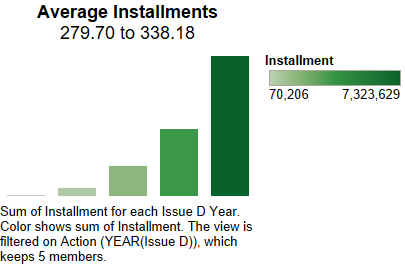 Average Installments
279.70 to 338.18
Installment
70,206 7,323,629
Sum of Installment for each Issue D Year.
Color shows sum of Installment. The view is
filtered on Action (YEAR(Issue D)), which
keeps 5 members.